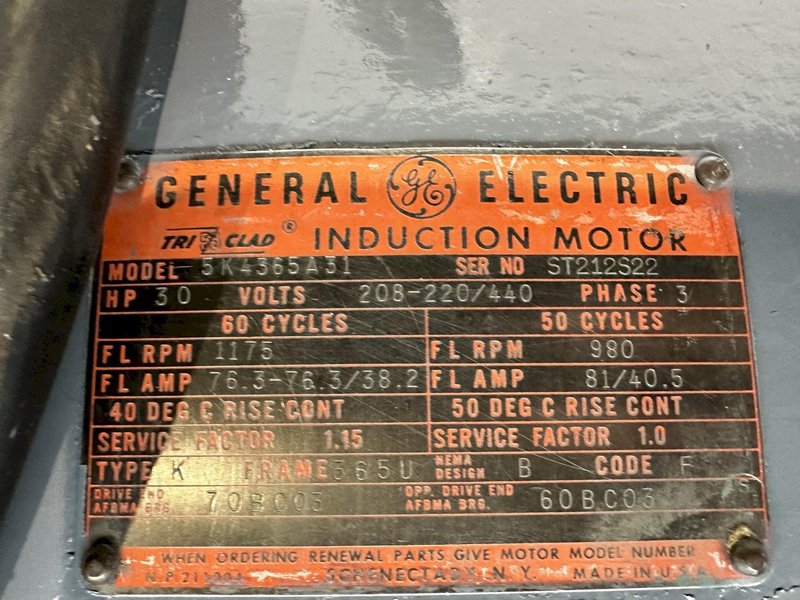 GENERAL GE ELECTRIC
TRI CLAD ® INDUCTION MOTOR
MODEL 5K4365A31 SER NO ST212S22
HP 30 VOLTS 208-220/440 PHASE 3
60 CYCLES 50 CYCLES
FL RPM 1175 FL RPM 980
FL AMP 76.3-76.3/38.2 FL AMP 81/40.5
40 DEG C RISE CONT 50 DEG C RISE CONT
SERVICE FACTOR 1.15 SERVICE FACTOR 1.0
TYPE K FRAME 365U NEMA DESIGN B CODE F
DRIVE END AFBMA BRG. 70BC03 OPP. DRIVE END AFBMA BRG. 60BC03 S
WHEN ORDERING RENEWAL PARTS GIVE MOTOR MODEL NUMBER
N.P. SCHENECTADY, N.Y. MADE IN U.S.A.